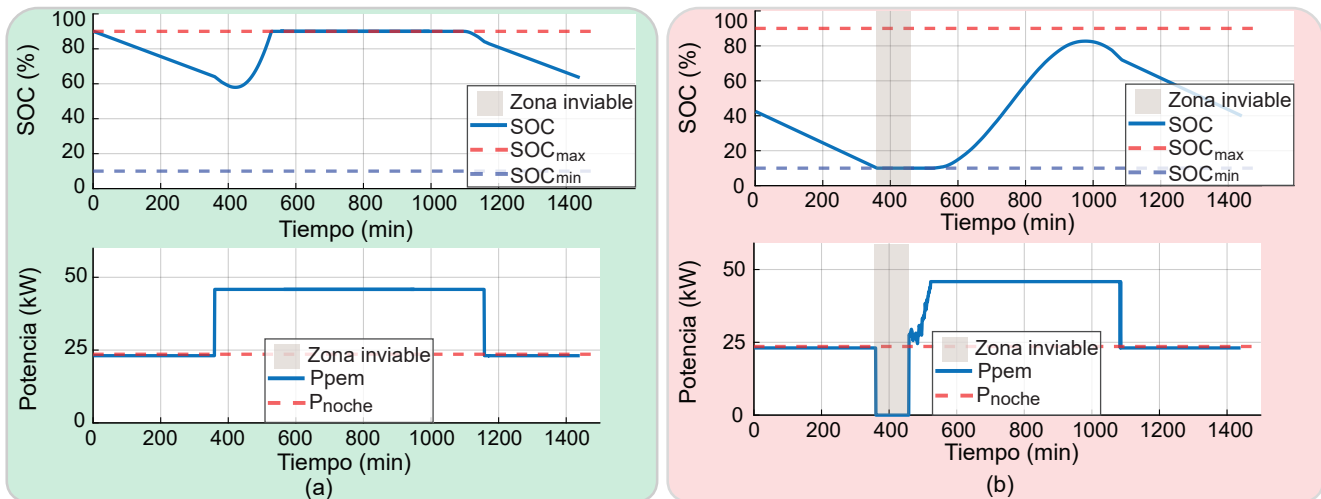 100
80
60
40
20
0
SOC (%)
Zona inviable
SOC
SOCmax
SOCmin
0 200 400 600 800 1000 1200 1400
Tiempo (min)
50
25
0
Potencia (kW)
Zona inviable
Ppem
Pnoche
0 200 400 600 800 1000 1200 1400
Tiempo (min)
(a)
100
80
60
40
20
0
SOC (%)
Zona inviable
SOC
SOCmax
SOCmin
0 200 400 600 800 1000 1200 1400
Tiempo (min)
50
25
0
Potencia (kW)
Zona inviable
Ppem
Pnoche
0 200 400 600 800 1000 1200 1400
Tiempo (min)
(b)